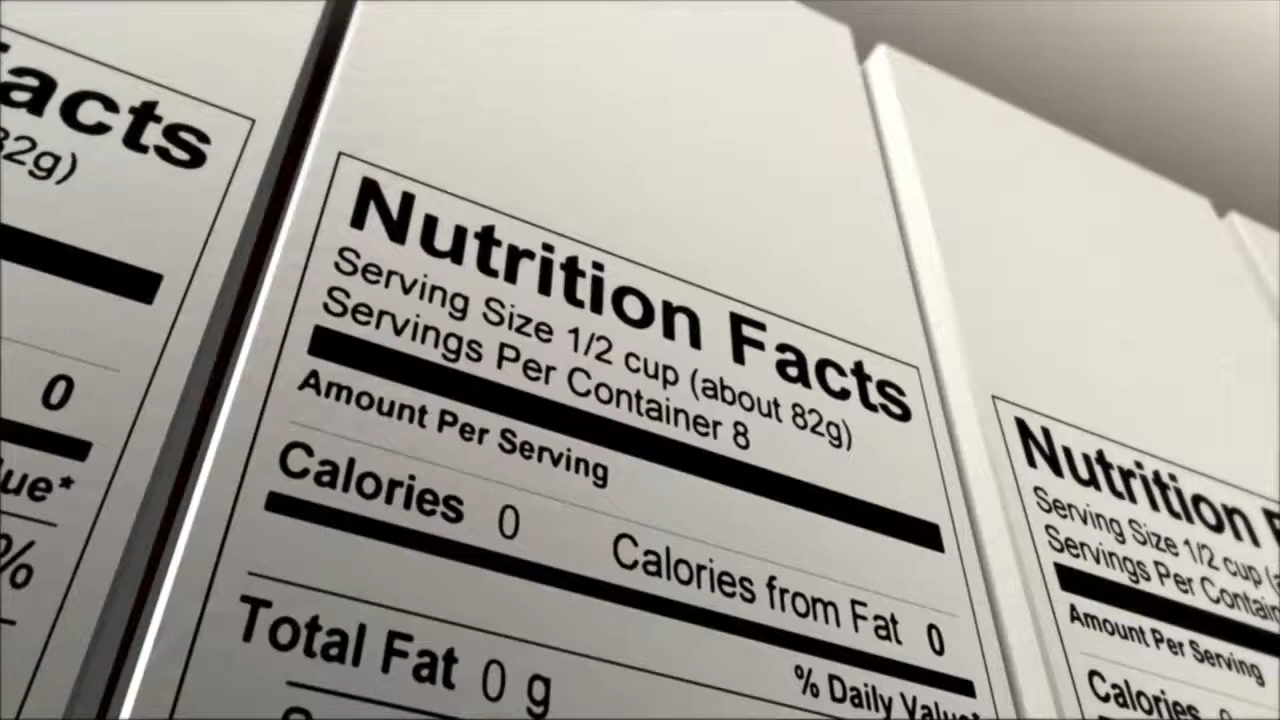 acts
82g)
0
ue*
%
Nutrition Facts
Serving Size 1/2 cup (about 82g)
Servings Per Container 8
Amount Per Serving
Calories 0 Calories from Fat 0
% Daily Value*
Total Fat 0 g
Nutrition F
Serving Size 1/2 cup (a
Servings Per Contain
Amount Per Serving
Calories 0